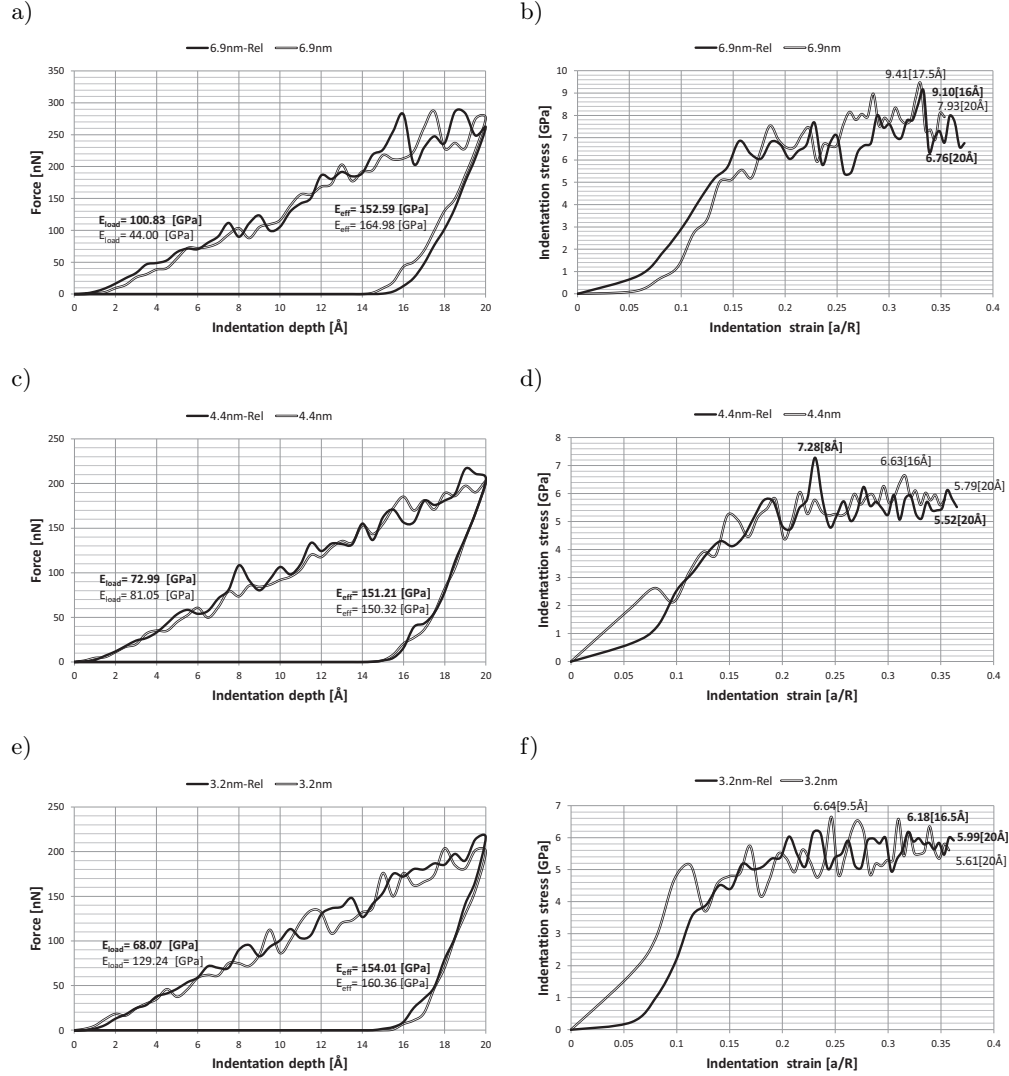 a)
6.9nm-Rel 6.9nm
Force [nN]
350
300
250
200
150
100
50
0
E_load= 100.83 [GPa]
E_load= 44.00 [GPa]
E_eff= 152.59 [GPa]
E_eff= 164.98 [GPa]
0 2 4 6 8 10 12 14 16 18 20
Indentation depth [Å]
b)
6.9nm-Rel 6.9nm
Indentattion stress [GPa]
10
9
8
7
6
5
4
3
2
1
0
9.41[17.5Å]
9.10[16Å]
7.93[20Å]
6.76[20Å]
0 0.05 0.1 0.15 0.2 0.25 0.3 0.35 0.4
Indentation strain [a/R]
c)
4.4nm-Rel 4.4nm
Force [nN]
250
200
150
100
50
0
E_load= 72.99 [GPa]
E_load= 81.05 [GPa]
E_eff= 151.21 [GPa]
E_eff= 150.32 [GPa]
0 2 4 6 8 10 12 14 16 18 20
Indentation depth [Å]
d)
4.4nm-Rel 4.4nm
Indentattion stress [GPa]
8
7
6
5
4
3
2
1
0
7.28[8Å]
6.63[16Å]
5.79[20Å]
5.52[20Å]
0 0.05 0.1 0.15 0.2 0.25 0.3 0.35 0.4
Indentation strain [a/R]
e)
3.2nm-Rel 3.2nm
Force [nN]
250
200
150
100
50
0
E_load= 68.07 [GPa]
E_load= 129.24 [GPa]
E_eff= 154.01 [GPa]
E_eff= 160.36 [GPa]
0 2 4 6 8 10 12 14 16 18 20
Indentation depth [Å]
f)
3.2nm-Rel 3.2nm
Indentattion stress [GPa]
7
6
5
4
3
2
1
0
6.64[9.5Å]
6.18[16.5Å]
5.99[20Å]
5.61[20Å]
0 0.05 0.1 0.15 0.2 0.25 0.3 0.35 0.4
Indentation strain [a/R]